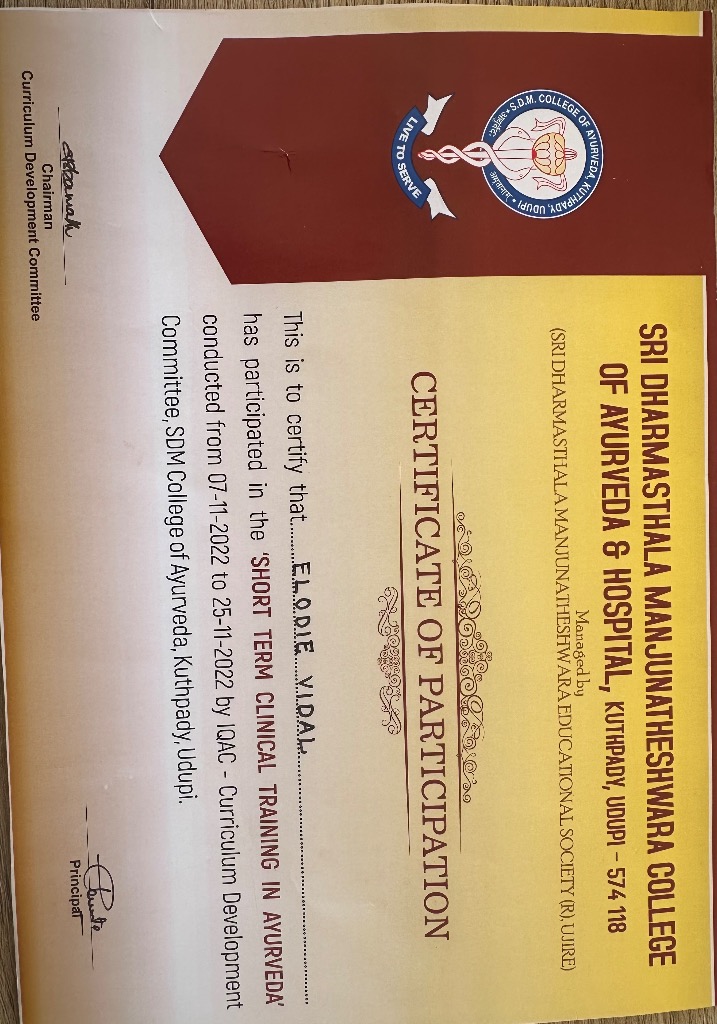 S.D.M. COLLEGE OF AYURVEDA, KUTHPADY, UDUPI
LIVE TO SERVE
SRI DHARMASTHALA MANJUNATHESHWARA COLLEGE
OF AYURVEDA & HOSPITAL, KUTHPADY, UDUPI - 574 118
Managed by
(SRI DHARMASTHALA MANJUNATHESHWARA EDUCATIONAL SOCIETY (R), UJIRE)
CERTIFICATE OF PARTICIPATION
This is to certify that ELODIE VIDAL
has participated in the 'SHORT TERM CLINICAL TRAINING IN AYURVEDA'
conducted from 07-11-2022 to 25-11-2022 by IQAC - Curriculum Development
Committee, SDM College of Ayurveda, Kuthpady, Udupi.
Chairman
Curriculum Development Committee
Principal